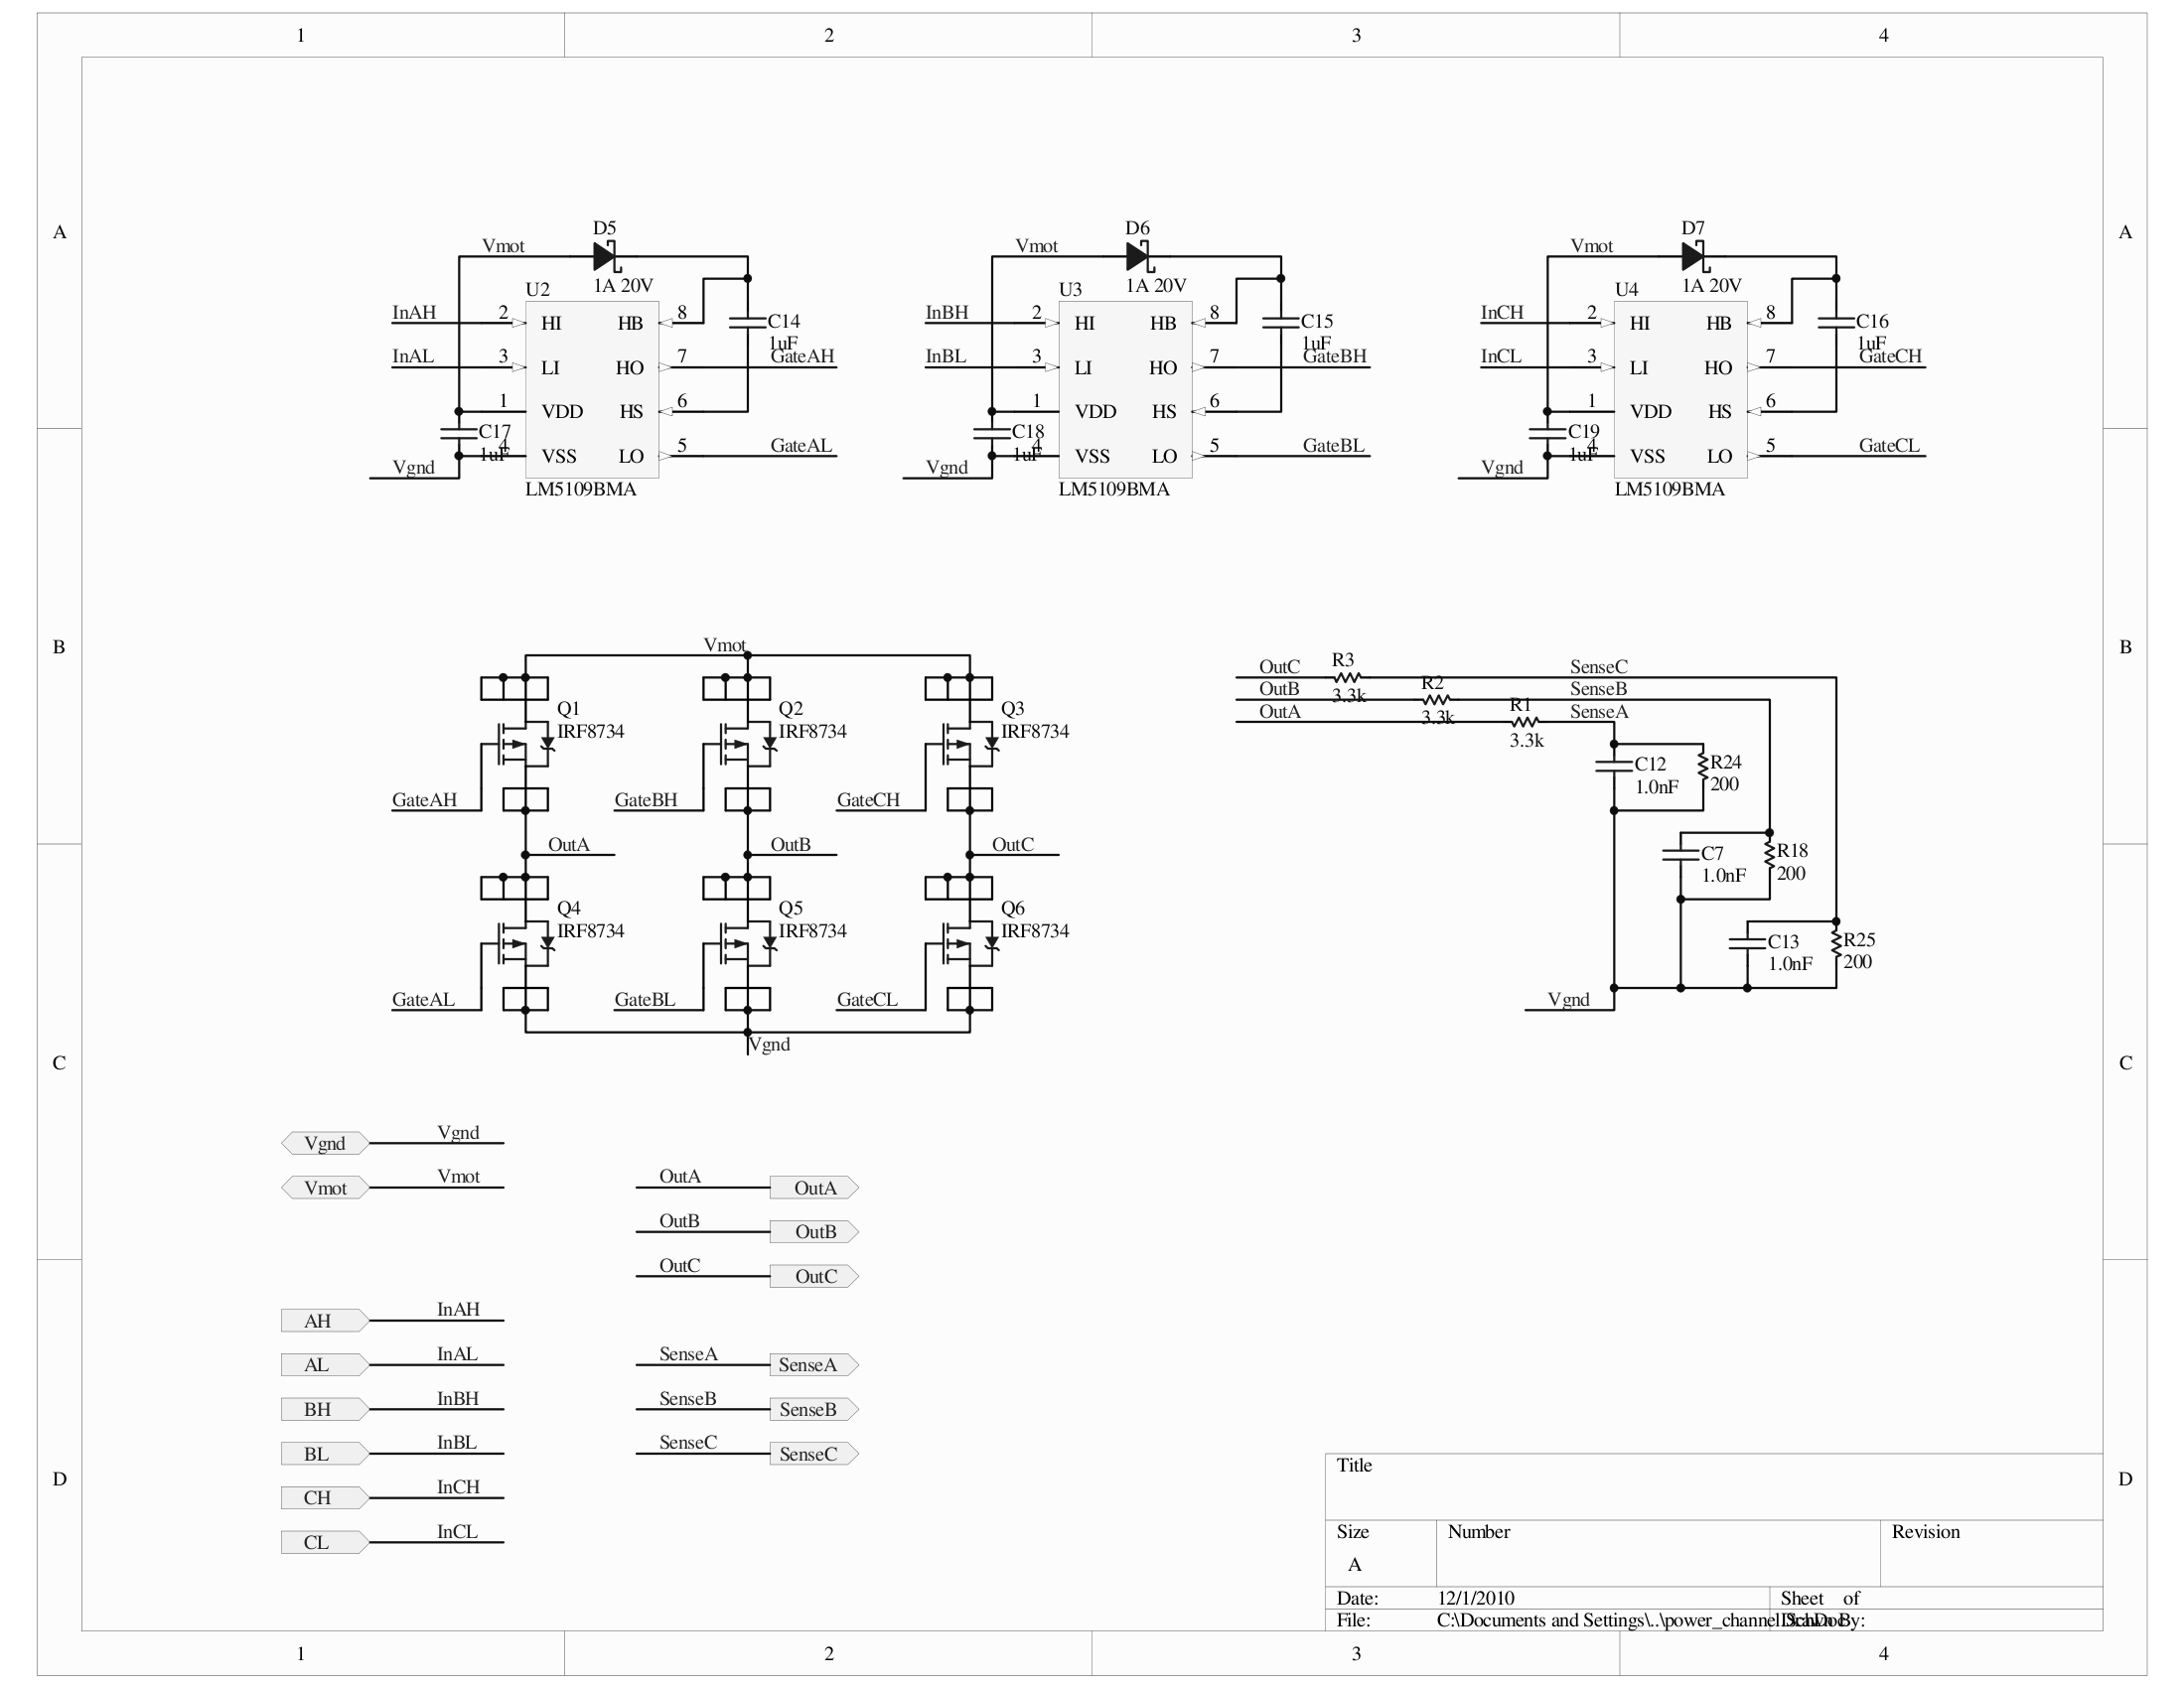 1 2 3 4
A A
D5 D6 D7
Vmot Vmot Vmot
1A 20V 1A 20V 1A 20V
U2 U3 U4
InAH 2 HI HB 8 C14 InBH 2 HI HB 8 C15 InCH 2 HI HB 8 C16
1uF 1uF 1uF
InAL 3 LI HO 7 GateAH InBL 3 LI HO 7 GateBH InCL 3 LI HO 7 GateCH
1 VDD HS 6 1 VDD HS 6 1 VDD HS 6
C17 C18 C19
1uF 4 VSS LO 5 GateAL 1uF 4 VSS LO 5 GateBL 1uF 4 VSS LO 5 GateCL
Vgnd Vgnd Vgnd
LM5109BMA LM5109BMA LM5109BMA
B B
Vmot
OutC R3 SenseC
3.3k
OutB R2 SenseB
3.3k
OutA R1 SenseA
3.3k
Q1 Q2 Q3
IRF8734 IRF8734 IRF8734
C12 R24
1.0nF 200
GateAH GateBH GateCH
OutA OutB OutC
C7 R18
1.0nF 200
Q4 Q5 Q6
IRF8734 IRF8734 IRF8734
C13 R25
1.0nF 200
GateAL GateBL GateCL
Vgnd
Vgnd
C C
Vgnd Vgnd
Vmot Vmot
OutA OutA
OutB OutB
OutC OutC
AH InAH
AL InAL
SenseA SenseA
BH InBH
SenseB SenseB
BL InBL
SenseC SenseC
CH InCH
CL InCL
D D
Title
Size Number Revision
A
Date: 12/1/2010 Sheet of
File: C:\Documents and Settings\..\power_channel.SchDoc Drawn By:
1 2 3 4